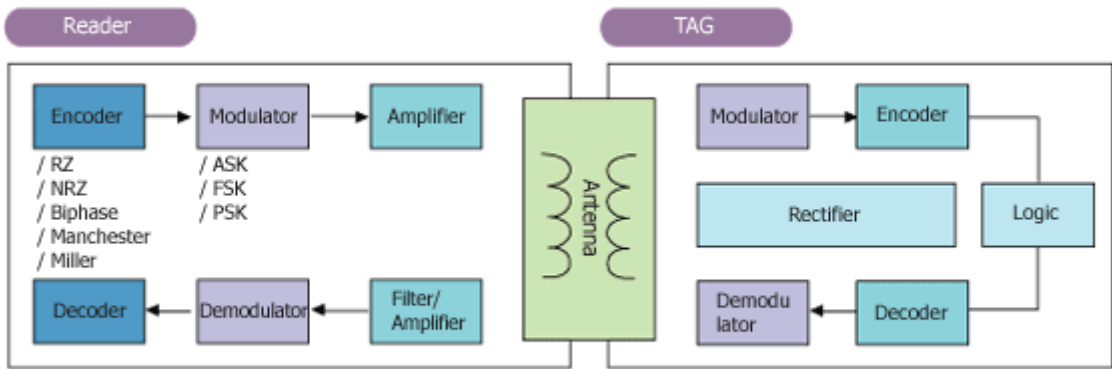 Reader
TAG
Encoder
Modulator
Amplifier
/ RZ
/ NRZ
/ Biphase
/ Manchester
/ Miller
/ ASK
/ FSK
/ PSK
Decoder
Demodulator
Filter/
Amplifier
Antenna
Modulator
Encoder
Rectifier
Logic
Demodu
lator
Decoder